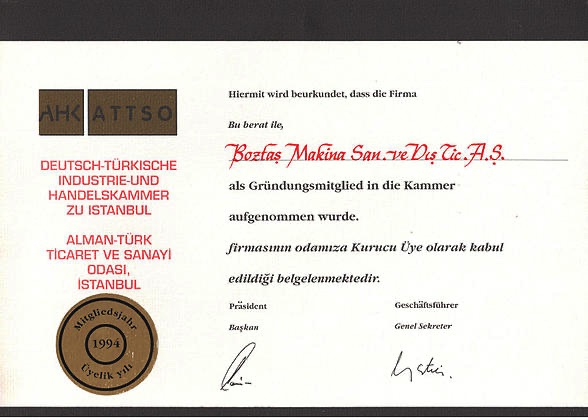 AHK ATTSO
DEUTSCH-TÜRKISCHE
INDUSTRIE-UND
HANDELSKAMMER
ZU ISTANBUL
ALMAN-TÜRK
TİCARET VE SANAYİ
ODASI,
İSTANBUL
Mitgliedsjahr
1994
Üyelik yılı
Hiermit wird beurkundet, dass die Firma
Bu berat ile,
Boztaş Makina San. ve Dış Tic. A.Ş.
als Gründungsmitglied in die Kammer
aufgenommen wurde.
firmasının odamıza Kurucu Üye olarak kabul
edildiği belgelenmektedir.
Präsident Geschäftsführer
Başkan Genel Sekreter